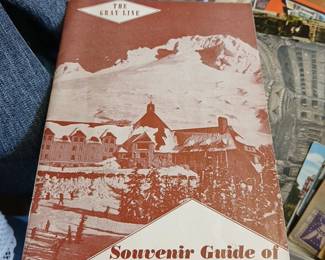 THE
GRAY LINE
Souvenir Guide of